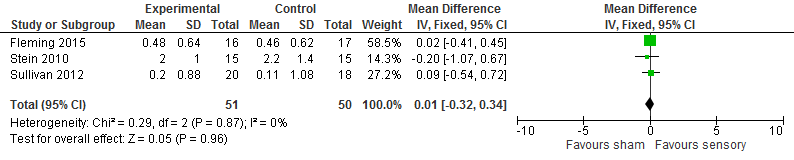 Experimental Control Mean Difference Mean Difference
Study or Subgroup Mean SD Total Mean SD Total Weight IV, Fixed, 95% CI IV, Fixed, 95% CI
Fleming 2015 0.48 0.64 16 0.46 0.62 17 58.5% 0.02 [-0.41, 0.45]
Stein 2010 2 1 15 2.2 1.4 15 14.3% -0.20 [-1.07, 0.67]
Sullivan 2012 0.2 0.88 20 0.11 1.08 18 27.2% 0.09 [-0.54, 0.72]
Total (95% CI) 51 50 100.0% 0.01 [-0.32, 0.34]
Heterogeneity: Chi² = 0.29, df = 2 (P = 0.87); I² = 0%
Test for overall effect: Z = 0.05 (P = 0.96)
-10 -5 0 5 10
Favours sham Favours sensory